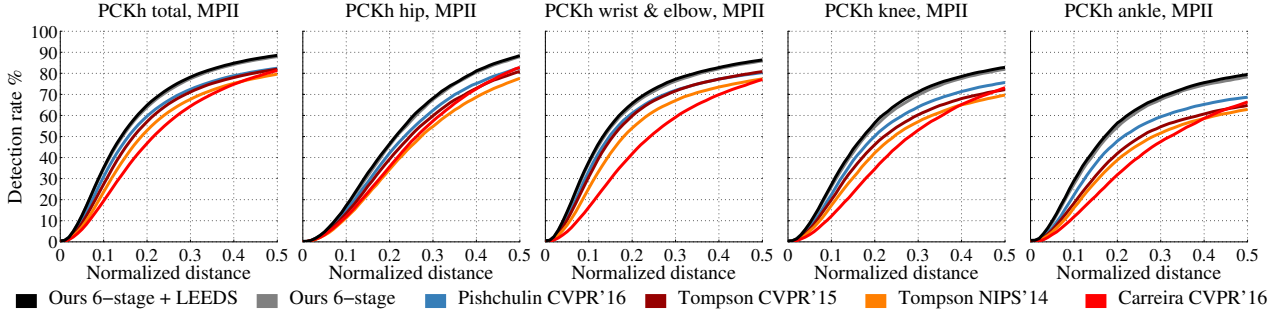 PCKh total, MPII
PCKh hip, MPII
PCKh wrist & elbow, MPII
PCKh knee, MPII
PCKh ankle, MPII
Detection rate %
100
90
80
70
60
50
40
30
20
10
0
0 0.1 0.2 0.3 0.4 0.5
0 0.1 0.2 0.3 0.4 0.5
0 0.1 0.2 0.3 0.4 0.5
0 0.1 0.2 0.3 0.4 0.5
0 0.1 0.2 0.3 0.4 0.5
Normalized distance
Normalized distance
Normalized distance
Normalized distance
Normalized distance
Ours 6−stage + LEEDS
Ours 6−stage
Pishchulin CVPR'16
Tompson CVPR'15
Tompson NIPS'14
Carreira CVPR'16